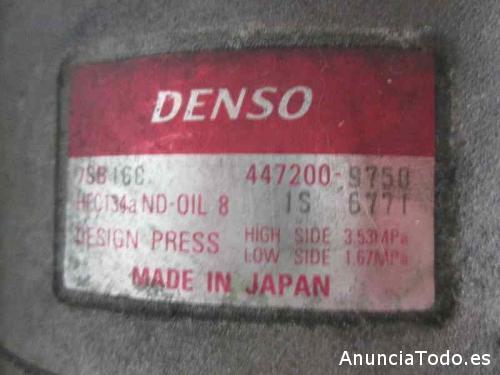 DENSO
7SB16C 447200-9750
HFC134a ND-OIL 8 1S 6771
DESIGN PRESS HIGH SIDE 3.53MPa
LOW SIDE 1.67MPa
MADE IN JAPAN
AnunciaTodo.es